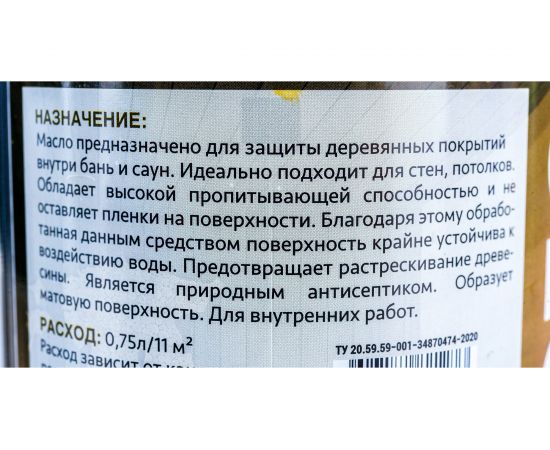 НАЗНАЧЕНИЕ:
Масло предназначено для защиты деревянных покрытий
внутри бань и саун. Идеально подходит для стен, потолков.
Обладает высокой пропитывающей способностью и не
оставляет пленки на поверхности. Благодаря этому обрабо-
танная данным средством поверхность крайне устойчива к
воздействию воды. Предотвращает растрескивание древе-
сины. Является природным антисептиком. Образует
матовую поверхность. Для внутренних работ.
РАСХОД: 0,75л/11 м²
ТУ 20.59.59-001-34870474-2020
Расход зависит от